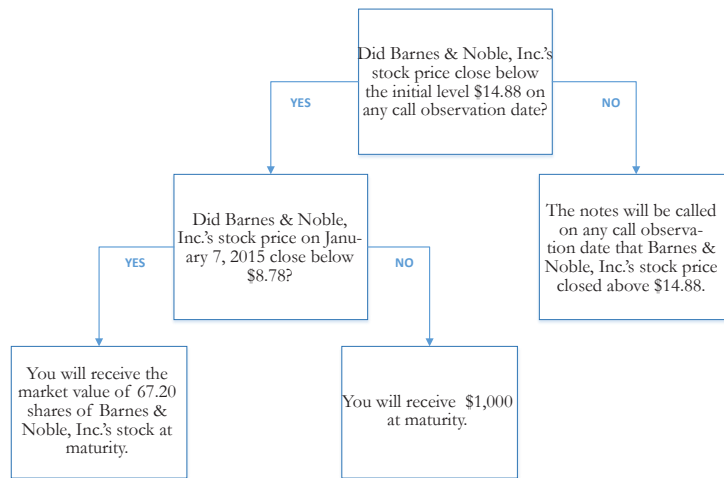 Did Barnes & Noble, Inc.'s
stock price close below
the initial level $14.88 on
any call observation date?
YES
NO
Did Barnes & Noble,
Inc.'s stock price on Janu-
ary 7, 2015 close below
$8.78?
The notes will be called
on any call observa-
tion date that Barnes &
Noble, Inc.'s stock price
closed above $14.88.
YES
NO
You will receive the
market value of 67.20
shares of Barnes &
Noble, Inc.'s stock at
maturity.
You will receive $1,000
at maturity.